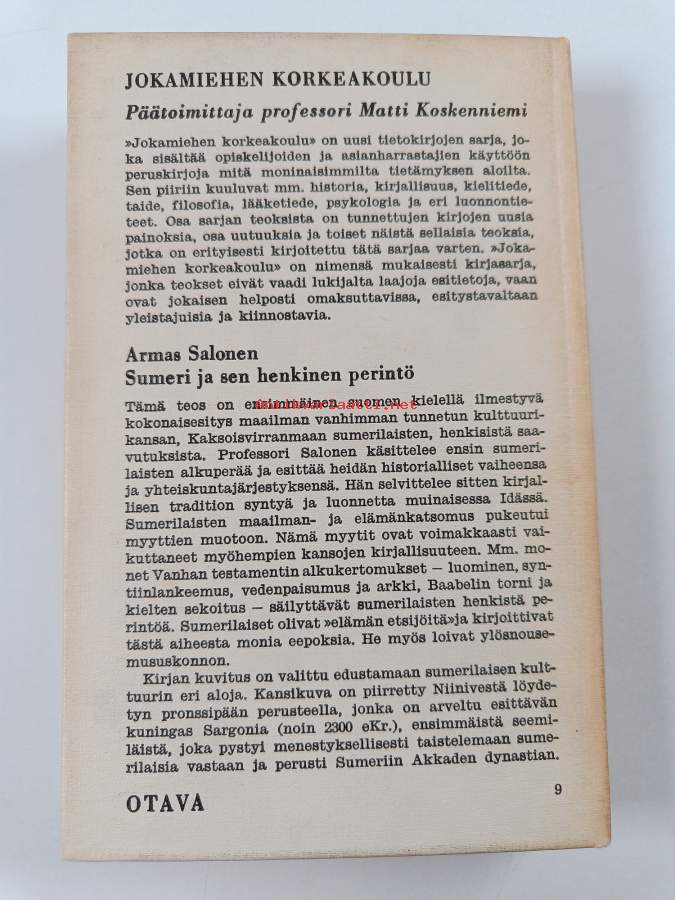 JOKAMIEHEN KORKEAKOULU
Päätoimittaja professori Matti Koskenniemi
»Jokamiehen korkeakoulu» on uusi tietokirjojen sarja, jo-
ka sisältää opiskelijoiden ja asianharrastajien käyttöön
peruskirjoja mitä moninaisimmilta tietämyksen aloilta.
Sen piiriin kuuluvat mm. historia, kirjallisuus, kielitiede,
taide, filosofia, lääketiede, psykologia ja eri luonnontie-
teet. Osa sarjan teoksista on tunnettujen kirjojen uusia
painoksia, osa uutuuksia ja toiset näistä sellaisia teoksia,
jotka on erityisesti kirjoitettu tätä sarjaa varten. »Joka-
miehen korkeakoulu» on nimensä mukaisesti kirjasarja,
jonka teokset eivät vaadi lukijalta laajoja esitietoja, vaan
ovat jokaisen helposti omaksuttavissa, esitystavaltaan
yleistajuisia ja kiinnostavia.
Armas Salonen
Sumeri ja sen henkinen perintö
Tämä teos on ensimmäinen suomen kielellä ilmestyvä
kokonaisesitys maailman vanhimman tunnetun kulttuuri-
kansan, Kaksoisvirranmaan sumerilaisten, henkisistä saa-
vutuksista. Professori Salonen käsittelee ensin sumeri-
laisten alkuperää ja esittää heidän historialliset vaiheensa
ja yhteiskuntajärjestyksensä. Hän selvittelee sitten kirjal-
lisen tradition syntyä ja luonnetta muinaisessa Idässä.
Sumerilaisten maailman- ja elämänkatsomus pukeutui
myyttien muotoon. Nämä myytit ovat voimakkaasti vai-
kuttaneet myöhempien kansojen kirjallisuuteen. Mm. mo-
net Vanhan testamentin alkukertomukset — luominen, syn-
tiinlankeemus, vedenpaisumus ja arkki, Baabelin torni ja
kielten sekoitus — säilyttävät sumerilaisten henkistä pe-
rintöä. Sumerilaiset olivat »elämän etsijöitä»ja kirjoittivat
tästä aiheesta monia eepoksia. He myös loivat ylösnouse-
mususkonnon.
Kirjan kuvitus on valittu edustamaan sumerilaisen kult-
tuurin eri aloja. Kansikuva on piirretty Niinivestä löyde-
tyn pronssipään perusteella, jonka on arveltu esittävän
kuningas Sargonia (noin 2300 eKr.), ensimmäistä seemi-
läistä, joka pystyi menestyksellisesti taistelemaan sume-
rilaisia vastaan ja perusti Sumeriin Akkaden dynastian.
OTAVA
9